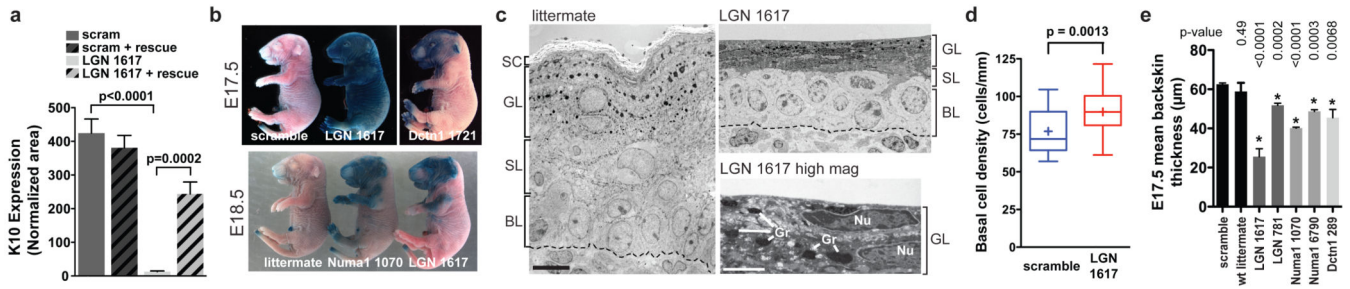 a
scram
scram + rescue
LGN 1617
LGN 1617 + rescue
p<0.0001
p=0.0002
500
400
300
200
100
0
K10 Expression
(Normalized area)
b
E17.5
scramble
LGN 1617
Dctn1 1721
E18.5
littermate
Numa1 1070
LGN 1617
c
littermate
SC
GL
SL
BL
LGN 1617
GL
SL
BL
LGN 1617 high mag
Nu
Gr
Gr
Nu
GL
d
p = 0.0013
Basal cell density (cells/mm)
125
100
75
50
25
0
scramble
LGN
1617
e
p-value
0.49
<0.0001
0.0002
<0.0001
0.0003
0.0068
E17.5 mean backskin
thickness (µm)
80
60
40
20
0
* * * * *
scramble
wt littermate
LGN 1617
LGN 781
Numa1 1070
Numa1 6790
Dctn1 289